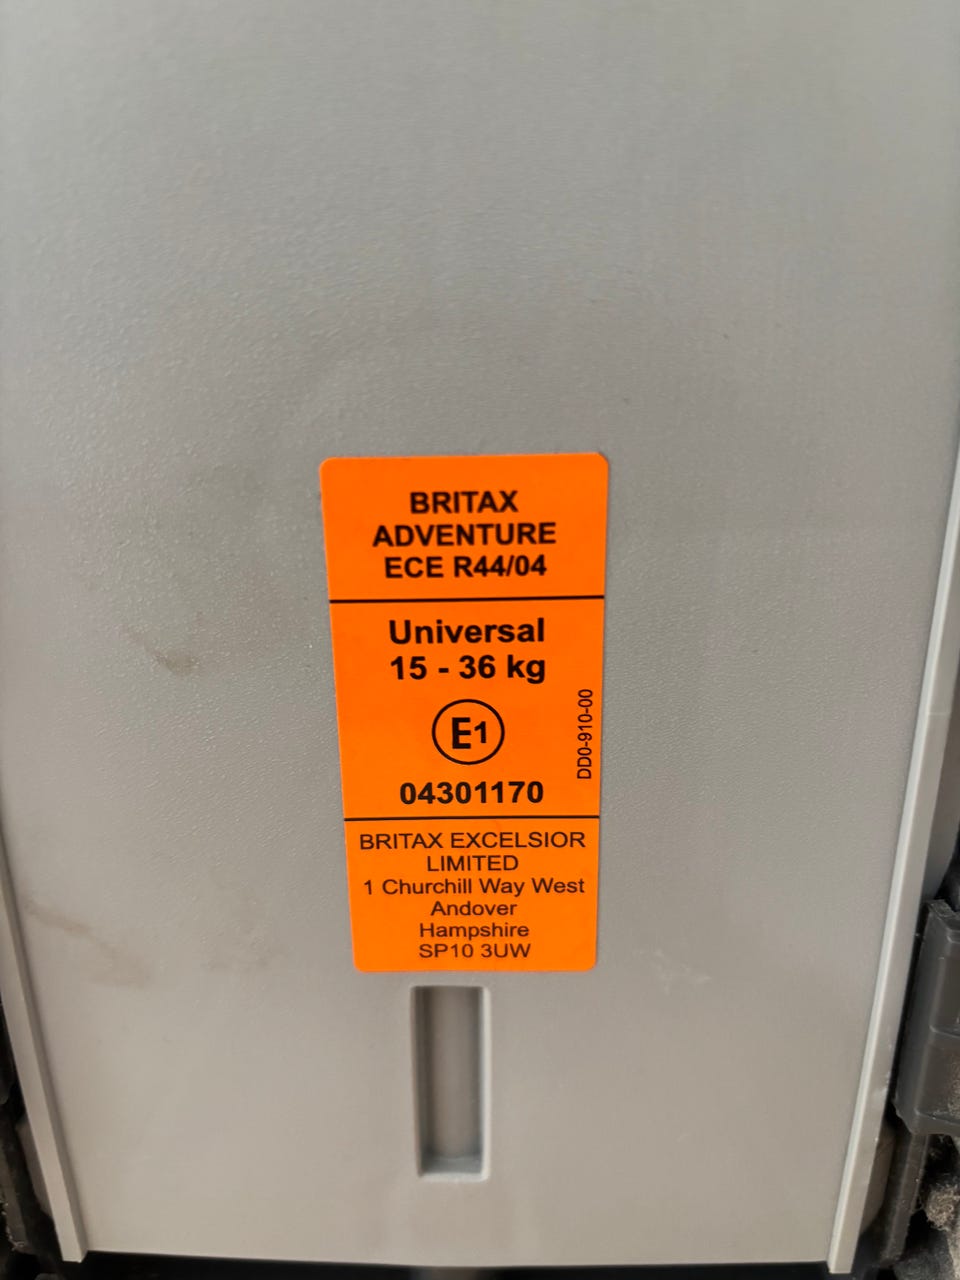 BRITAX
ADVENTURE
ECE R44/04
Universal
15 - 36 kg
E1
04301170
DD0-910-00
BRITAX EXCELSIOR
LIMITED
1 Churchill Way West
Andover
Hampshire
SP10 3UW